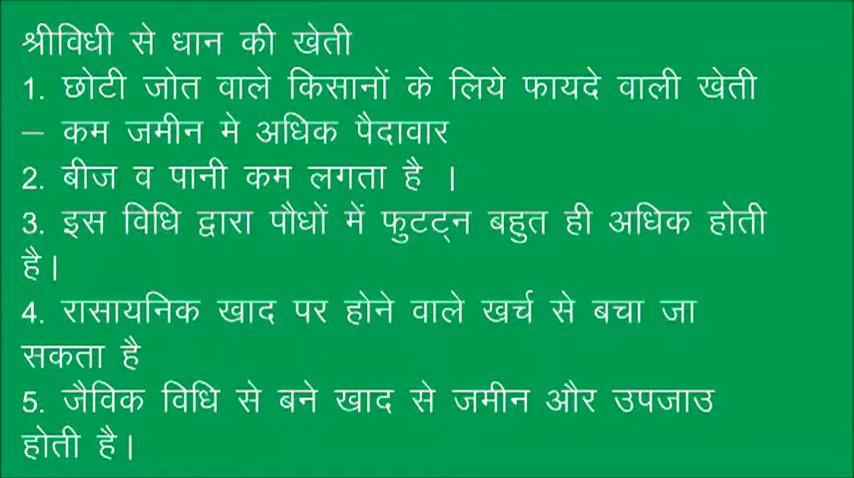 श्रीविधी से धान की खेती
1. छोटी जोत वाले किसानों के लिये फायदे वाली खेती
– कम जमीन मे अधिक पैदावार
2. बीज व पानी कम लगता है ।
3. इस विधि द्वारा पौधों में फुटट्न बहुत ही अधिक होती
है।
4. रासायनिक खाद पर होने वाले खर्च से बचा जा
सकता है
5. जैविक विधि से बने खाद से जमीन और उपजाउ
होती है।